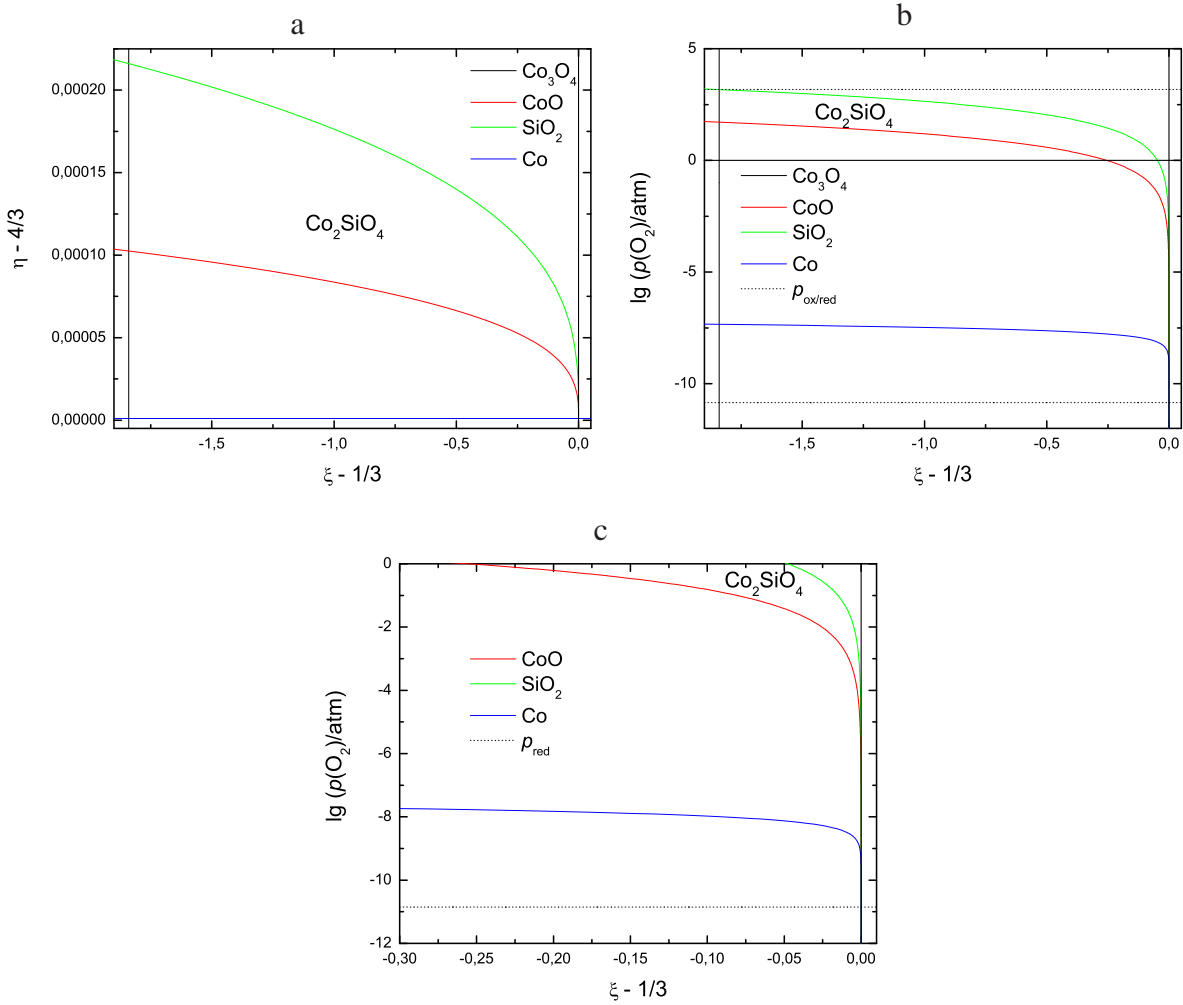 a
0,00020
0,00015
0,00010
0,00005
0,00000
η - 4/3
Co₃O₄
CoO
SiO₂
Co
Co₂SiO₄
-1,5
-1,0
-0,5
0,0
ξ - 1/3
b
5
0
-5
-10
lg (p(O₂)/atm)
Co₂SiO₄
Co₃O₄
CoO
SiO₂
Co
p ox/red
-1,5
-1,0
-0,5
0,0
ξ - 1/3
c
0
-2
-4
-6
-8
-10
-12
lg (p(O₂)/atm)
Co₂SiO₄
CoO
SiO₂
Co
p red
-0,30
-0,25
-0,20
-0,15
-0,10
-0,05
0,00
ξ - 1/3